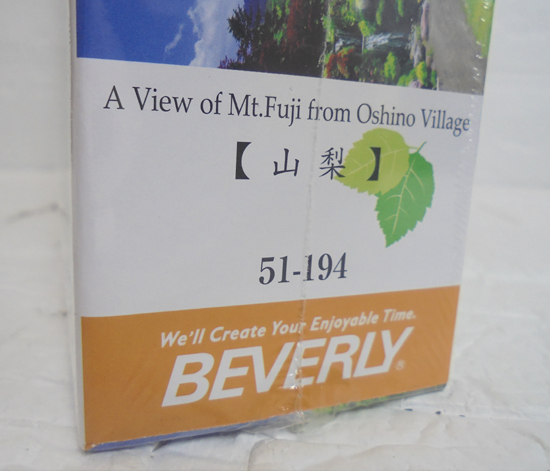 A View of Mt.Fuji from Oshino Village
【山梨】
51-194
We'll Create Your Enjoyable Time.
BEVERLY®